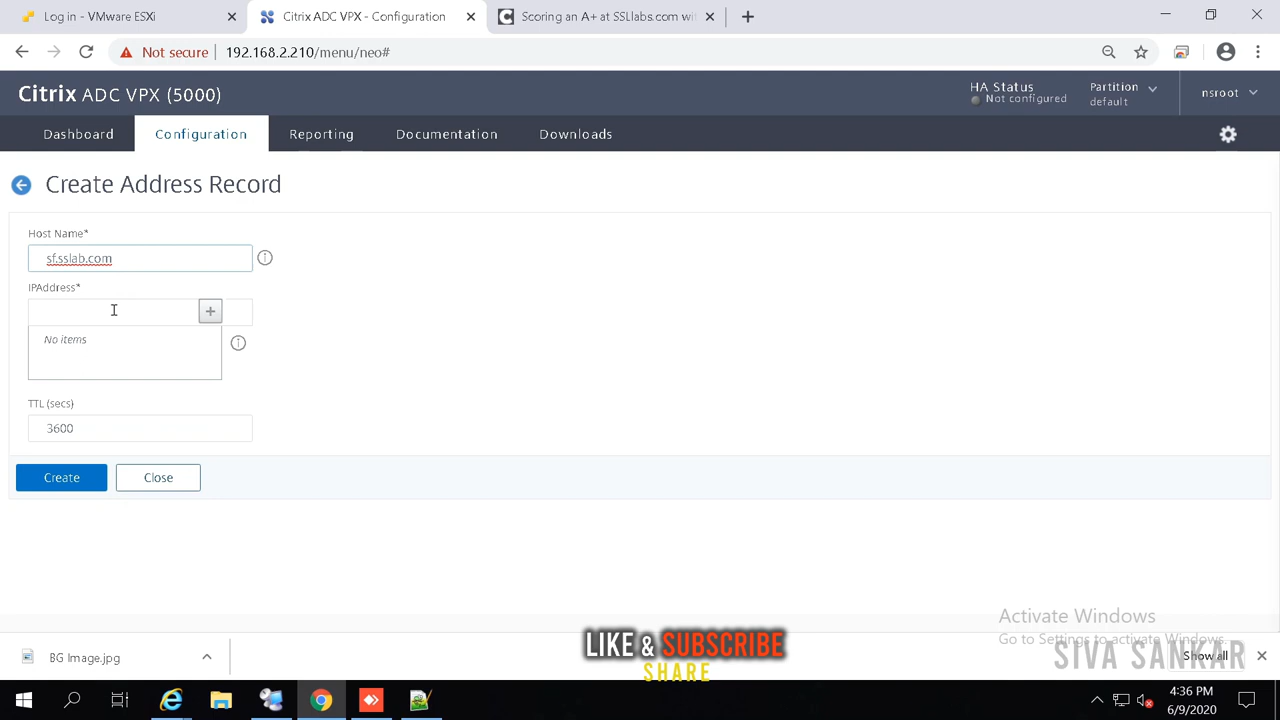 Log in - VMware ESXi
Citrix ADC VPX - Configuration
Scoring an A+ at SSLlabs.com wi
Not secure
192.168.2.210/menu/neo#
Citrix ADC VPX (5000)
HA Status
Not configured
Partition
default
nsroot
Dashboard
Configuration
Reporting
Documentation
Downloads
Create Address Record
Host Name*
sf.sslab.com
IPAddress*
No items
TTL (secs)
3600
Create
Close
Activate Windows
Go to Settings to activate Windows.
LIKE & SUBSCRIBE
SHARE
BG Image.jpg
SIVA SANKAR
Show all
4:36 PM
6/9/2020